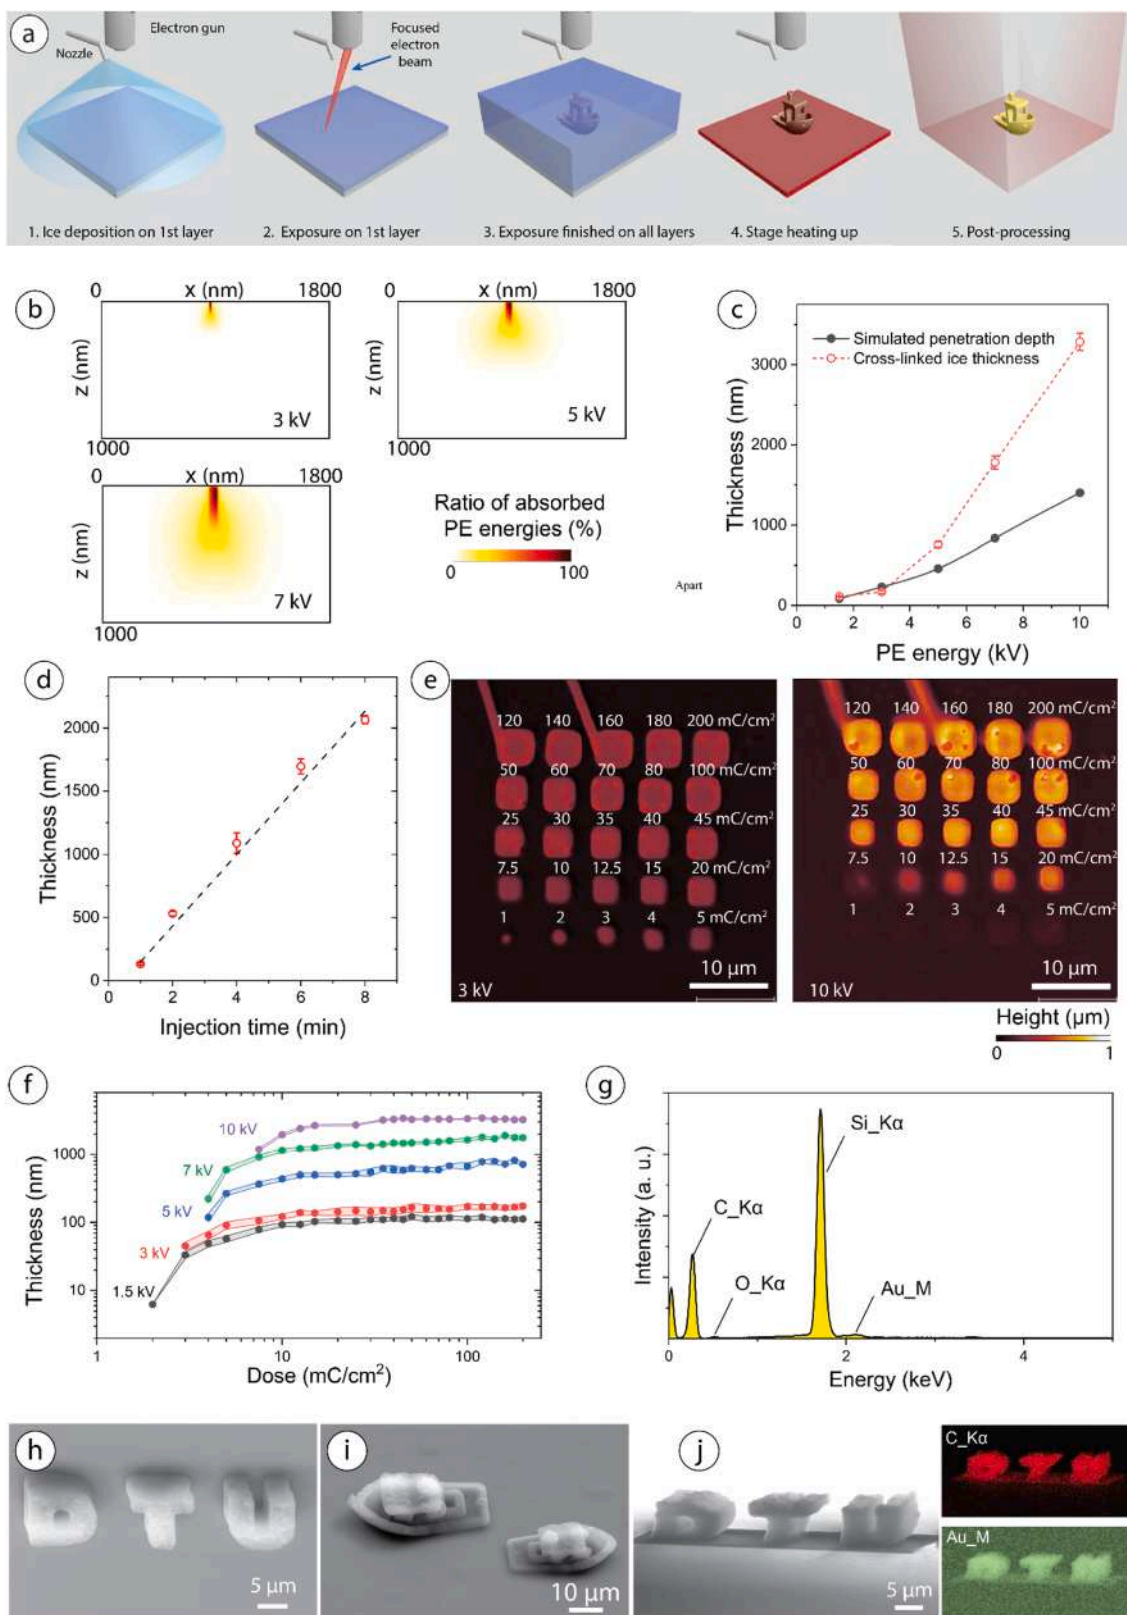 a
Electron gun
Nozzle
Focused
electron
beam
1. Ice deposition on 1st layer
2. Exposure on 1st layer
3. Exposure finished on all layers
4. Stage heating up
5. Post-processing
b
0 x (nm) 1800
z (nm)
3 kV
1000
0 x (nm) 1800
z (nm)
5 kV
1000
0 x (nm) 1800
z (nm)
7 kV
1000
Ratio of absorbed
PE energies (%)
0 100
Apart
c
Simulated penetration depth
Cross-linked ice thickness
Thickness (nm)
3000
2000
1000
0
0 2 4 6 8 10
PE energy (kV)
d
Thickness (nm)
2000
1500
1000
500
0
0 2 4 6 8
Injection time (min)
e
120 140 160 180 200 mC/cm²
50 60 70 80 100 mC/cm²
25 30 35 40 45 mC/cm²
7.5 10 12.5 15 20 mC/cm²
1 2 3 4 5 mC/cm²
10 μm
3 kV
120 140 160 180 200 mC/cm²
50 60 70 80 100 mC/cm²
25 30 35 40 45 mC/cm²
7.5 10 12.5 15 20 mC/cm²
1 2 3 4 5 mC/cm²
10 μm
10 kV
Height (μm)
0 1
f
Thickness (nm)
1000
100
10
10 kV
7 kV
5 kV
3 kV
1.5 kV
1 10 100
Dose (mC/cm²)
g
Intensity (a. u.)
Si_Kα
C_Kα
O_Kα
Au_M
0 2 4
Energy (keV)
h
5 μm
i
10 μm
j
5 μm
C_Kα
Au_M